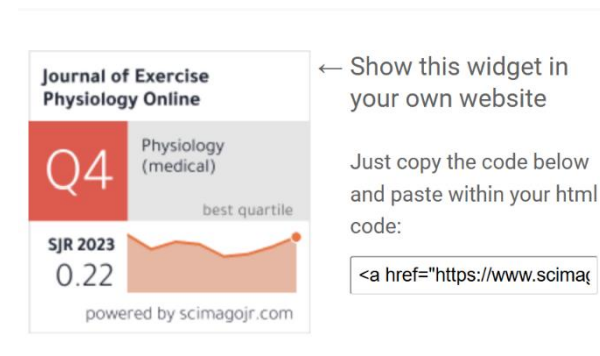 Journal of Exercise
Physiology Online
Q4
Physiology
(medical)
best quartile
SJR 2023
0.22
powered by scimagojr.com
← Show this widget in
your own website
Just copy the code below
and paste within your html
code:
<a href="https://www.scimag